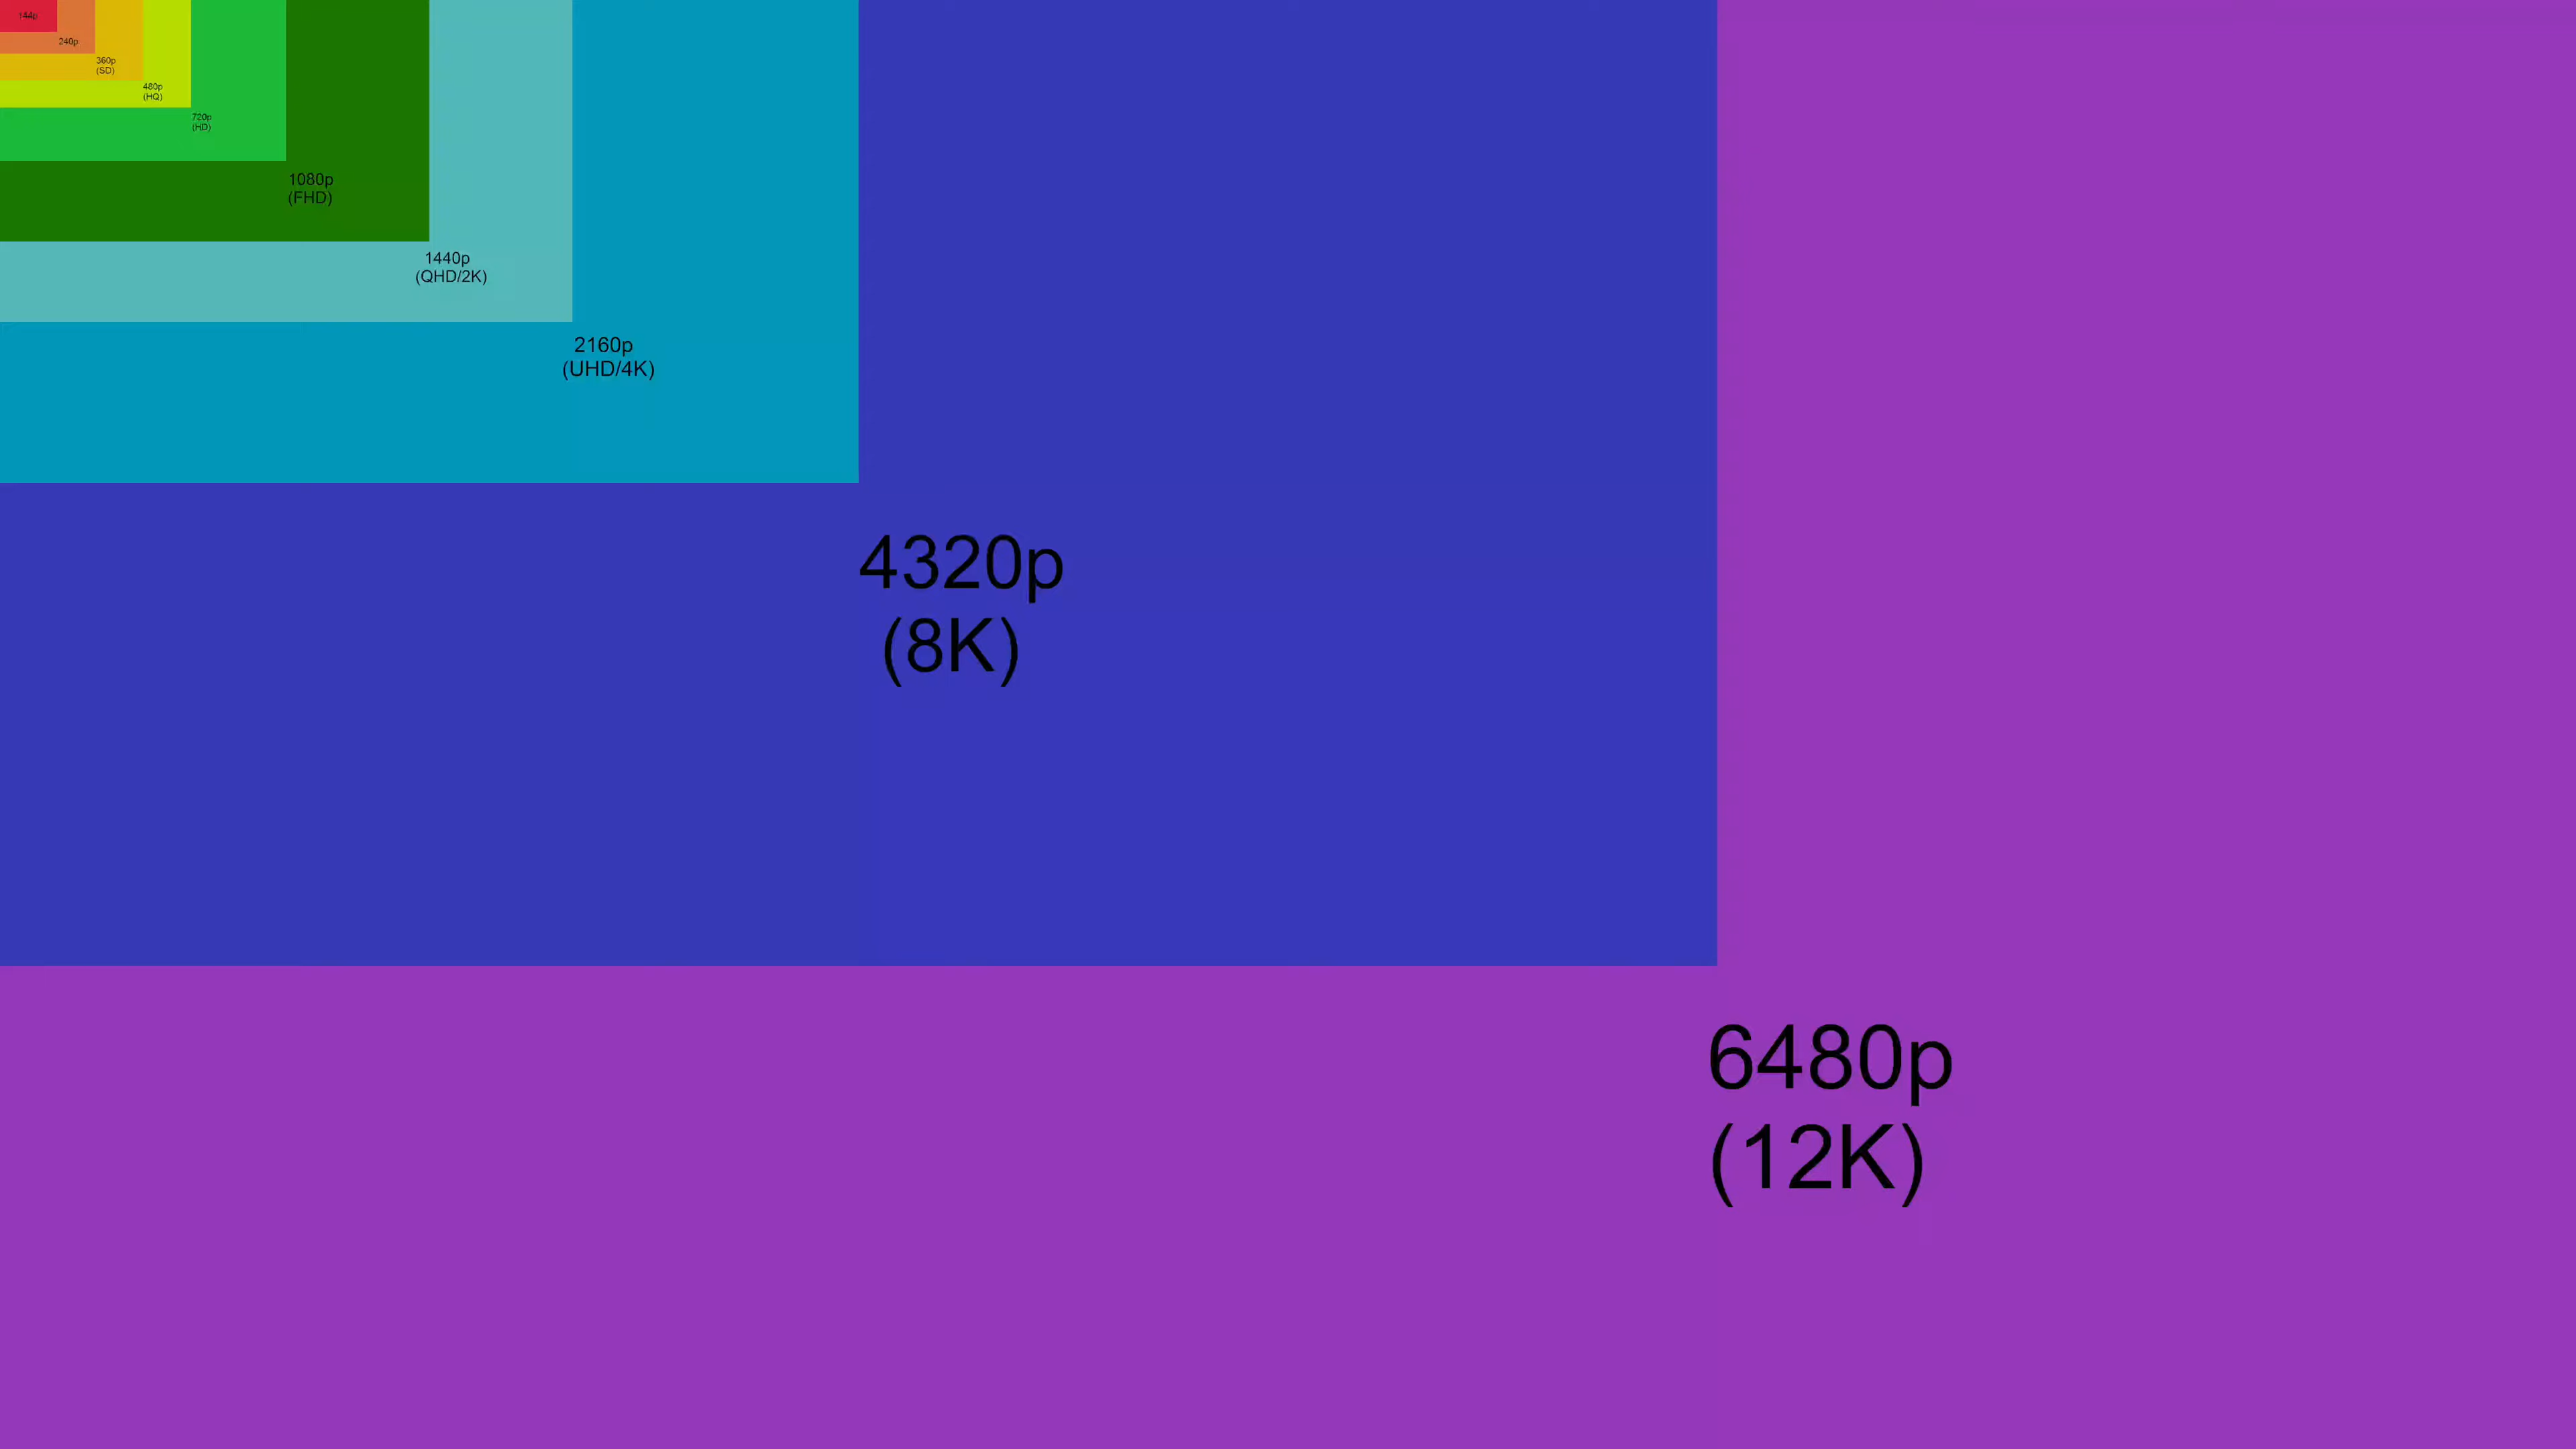 144p
240p
360p
(SD)
480p
(HQ)
720p
(HD)
1080p
(FHD)
1440p
(QHD/2K)
2160p
(UHD/4K)
4320p
(8K)
6480p
(12K)